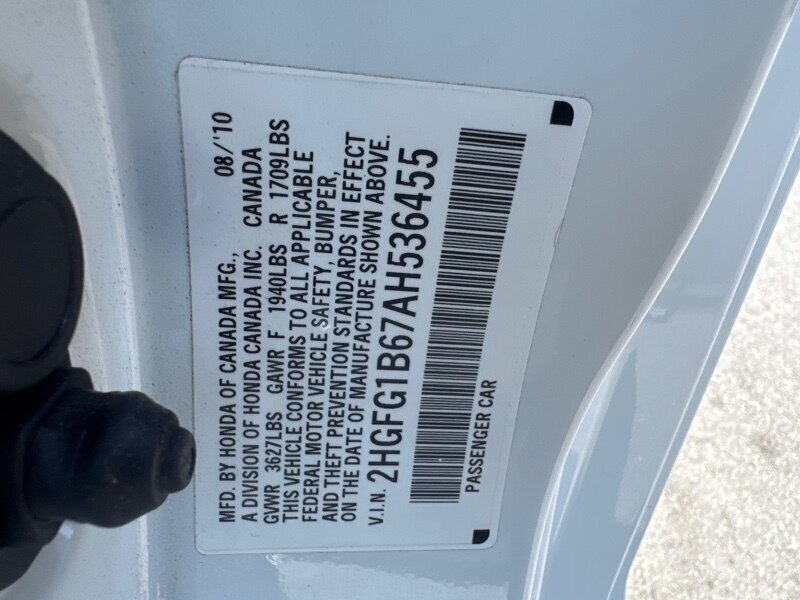 MFD. BY HONDA OF CANADA MFG., 08/'10
A DIVISION OF HONDA CANADA INC. CANADA
GVWR 3627LBS GAWR F 1940LBS R 1709LBS
THIS VEHICLE CONFORMS TO ALL APPLICABLE
FEDERAL MOTOR VEHICLE SAFETY, BUMPER,
AND THEFT PREVENTION STANDARDS IN EFFECT
ON THE DATE OF MANUFACTURE SHOWN ABOVE.
V.I.N. 2HGFG1B67AH536455
PASSENGER CAR